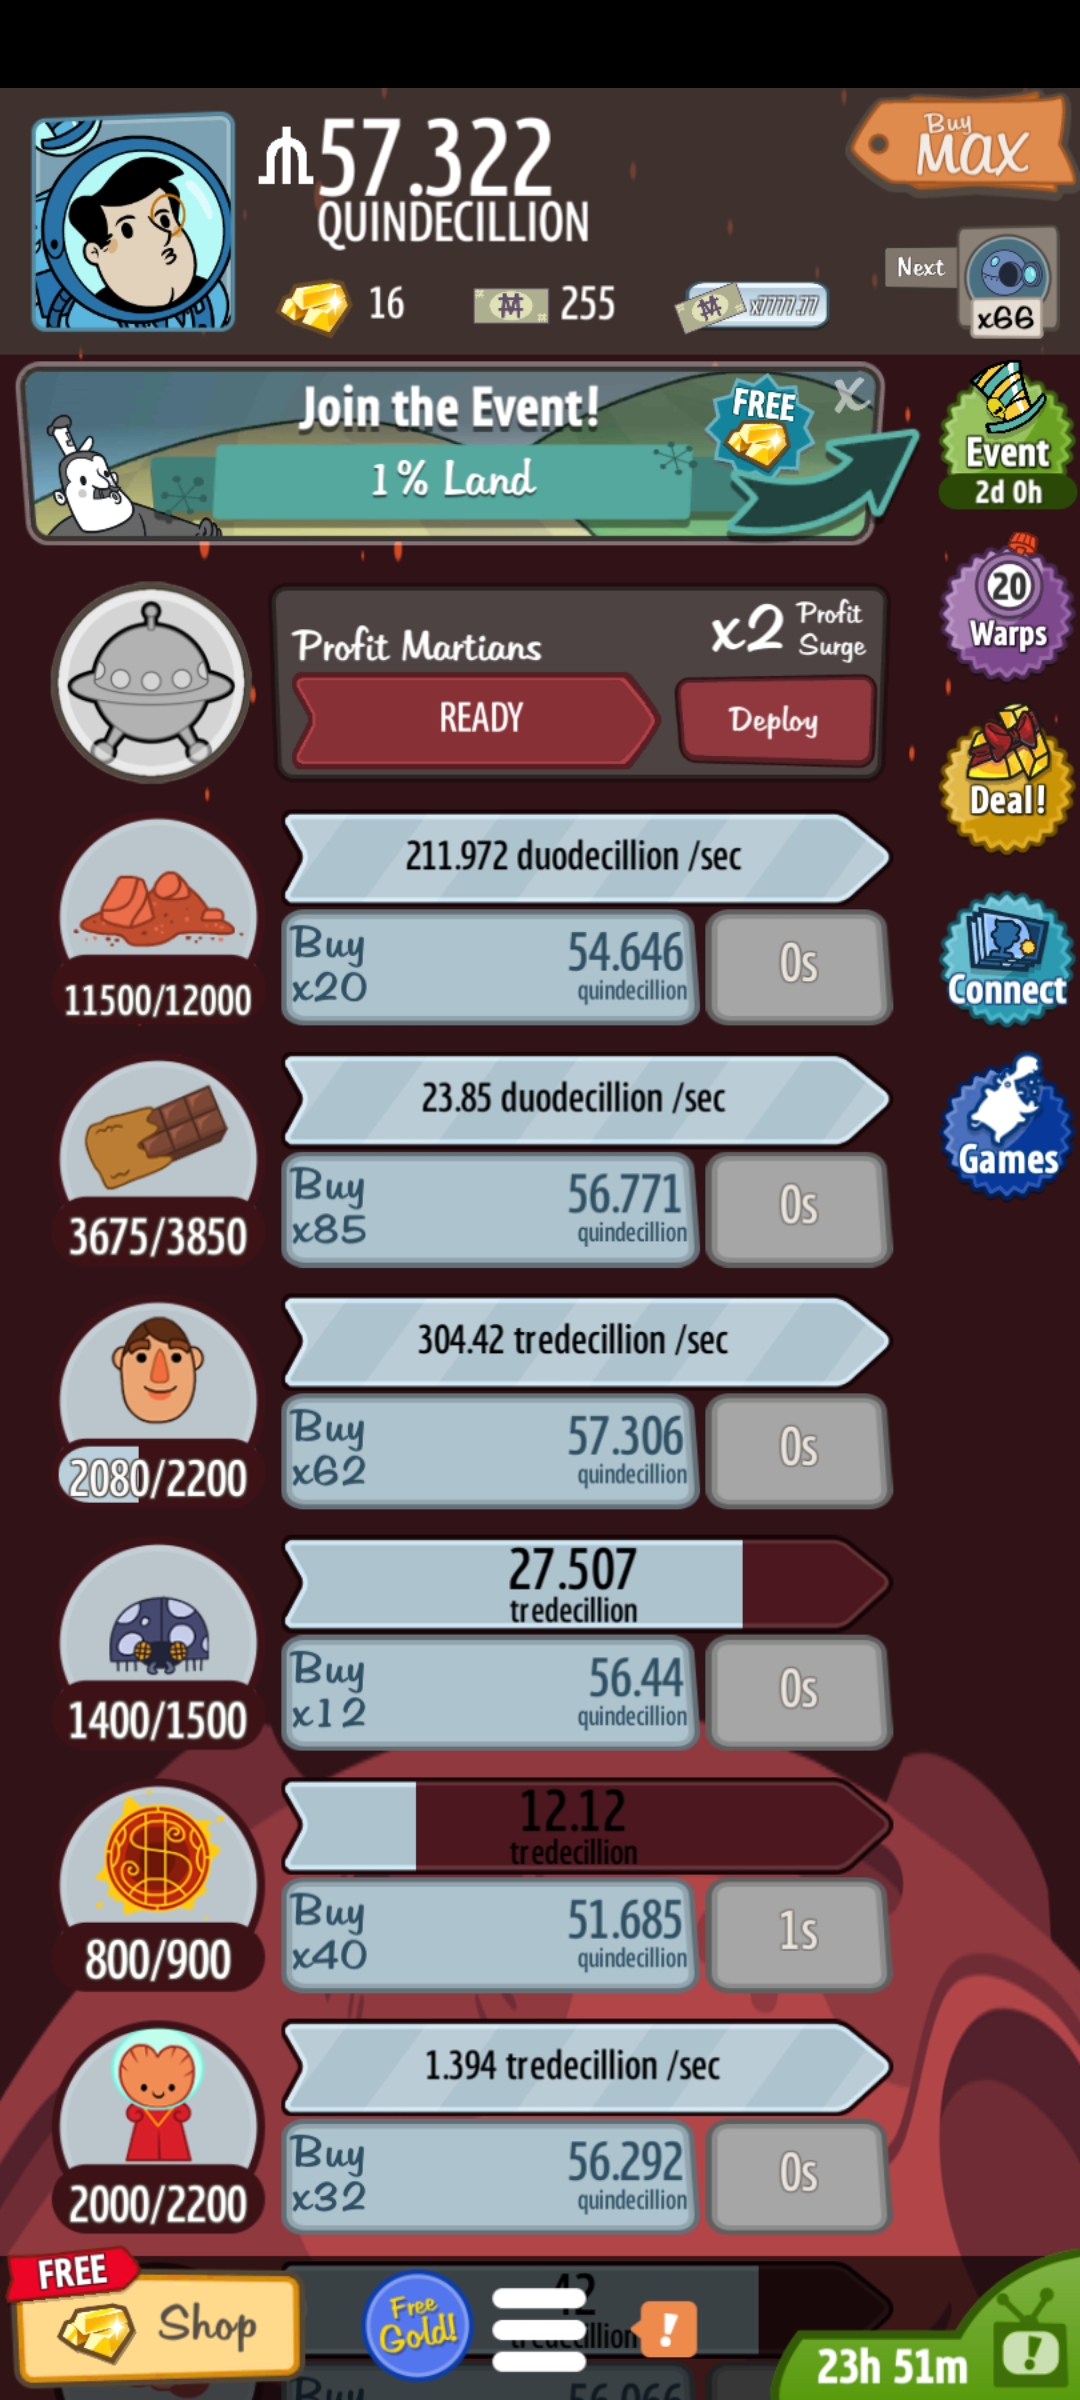 57.322
QUINDECILLION
Buy
MAX
16
255
x7777.77
Next
x66
Join the Event!
1% Land
FREE
X
Event
2d 0h
20
Warps
Profit Martians
x2 Profit
Surge
READY
Deploy
Deal!
211.972 duodecillion /sec
Buy
x20
54.646
quindecillion
0s
11500/12000
Connect
23.85 duodecillion /sec
Buy
x85
56.771
quindecillion
0s
3675/3850
Games
304.42 tredecillion /sec
Buy
x62
57.306
quindecillion
0s
2080/2200
27.507
tredecillion
Buy
x12
56.44
quindecillion
0s
1400/1500
12.12
tredecillion
Buy
x40
51.685
quindecillion
1s
800/900
1.394 tredecillion /sec
Buy
x32
56.292
quindecillion
0s
2000/2200
FREE
Shop
Free
Gold!
!
23h 51m
!
Buy
56.066